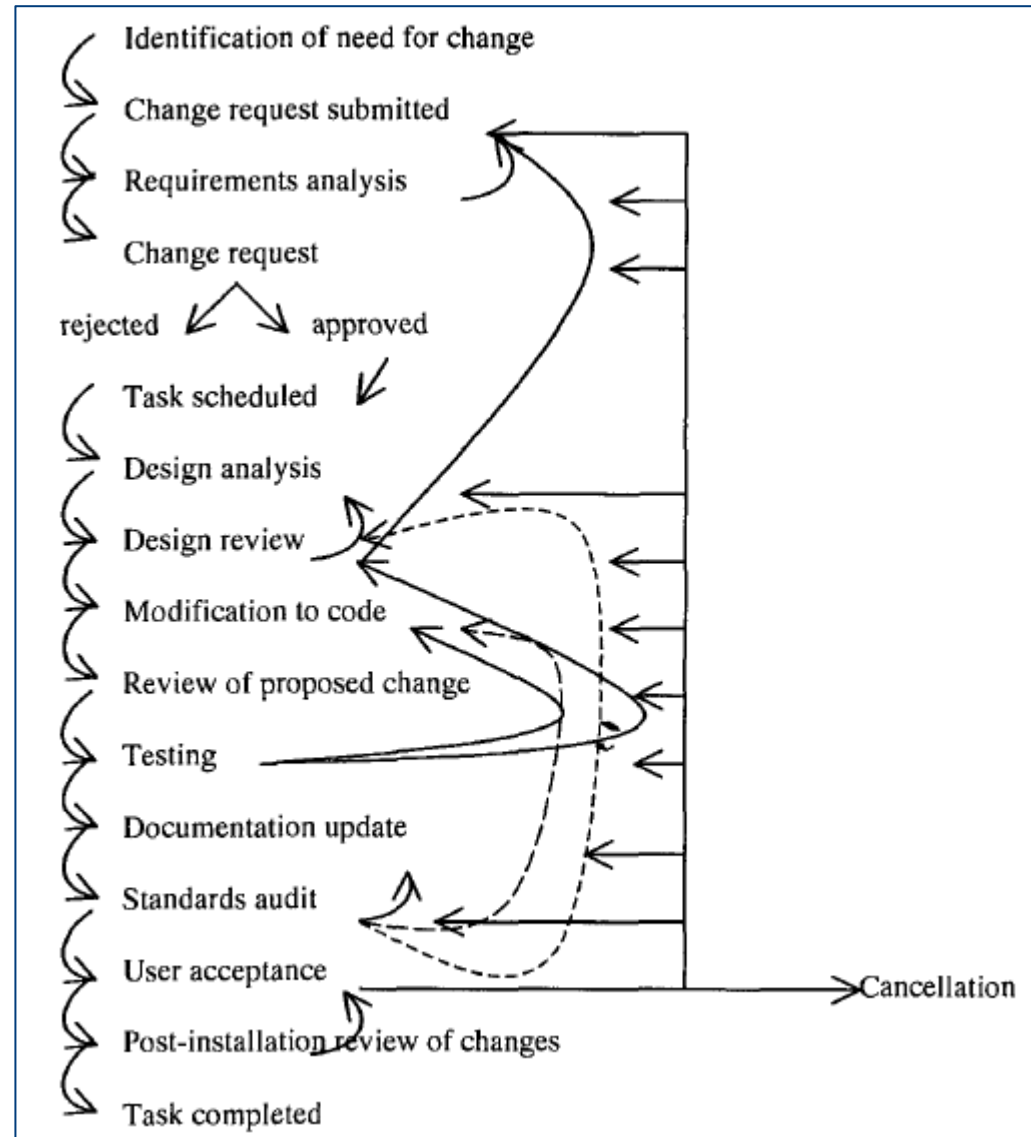 Identification of need for change
Change request submitted
Requirements analysis
Change request
rejected approved
Task scheduled
Design analysis
Design review
Modification to code
Review of proposed change
Testing
Documentation update
Standards audit
User acceptance
Cancellation
Post-installation review of changes
Task completed